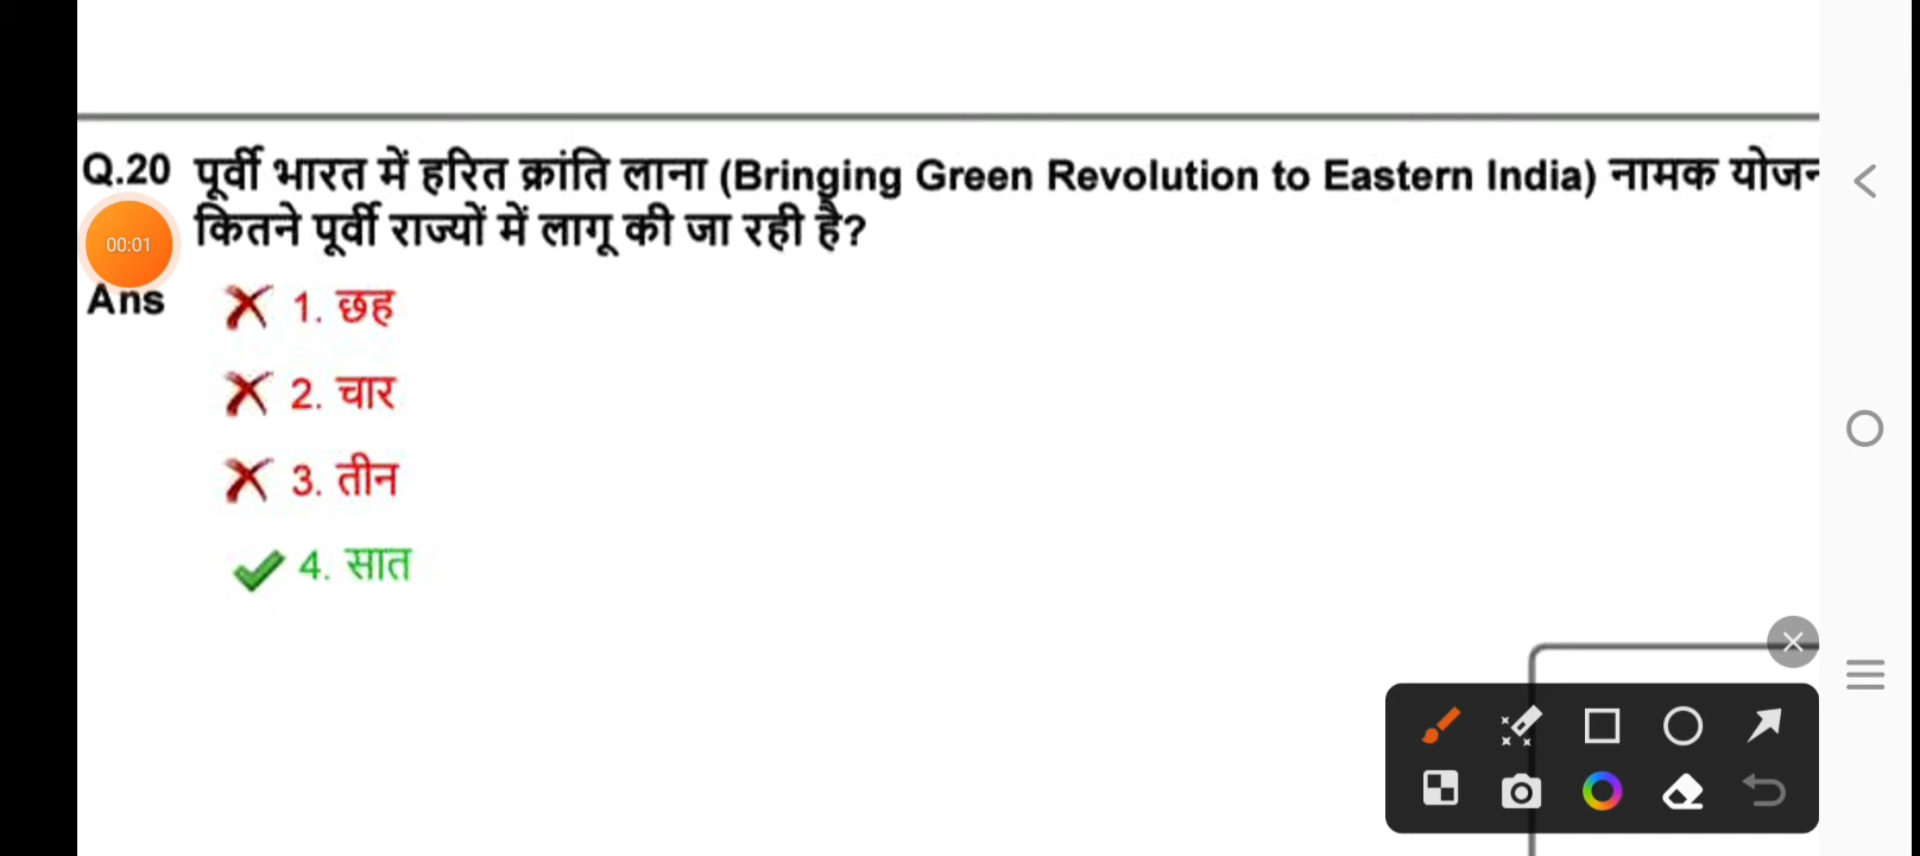 Q.20 पूर्वी भारत में हरित क्रांति लाना (Bringing Green Revolution to Eastern India) नामक योजन
कितने पूर्वी राज्यों में लागू की जा रही है?
00:01
Ans 1. छह
2. चार
3. तीन
4. सात